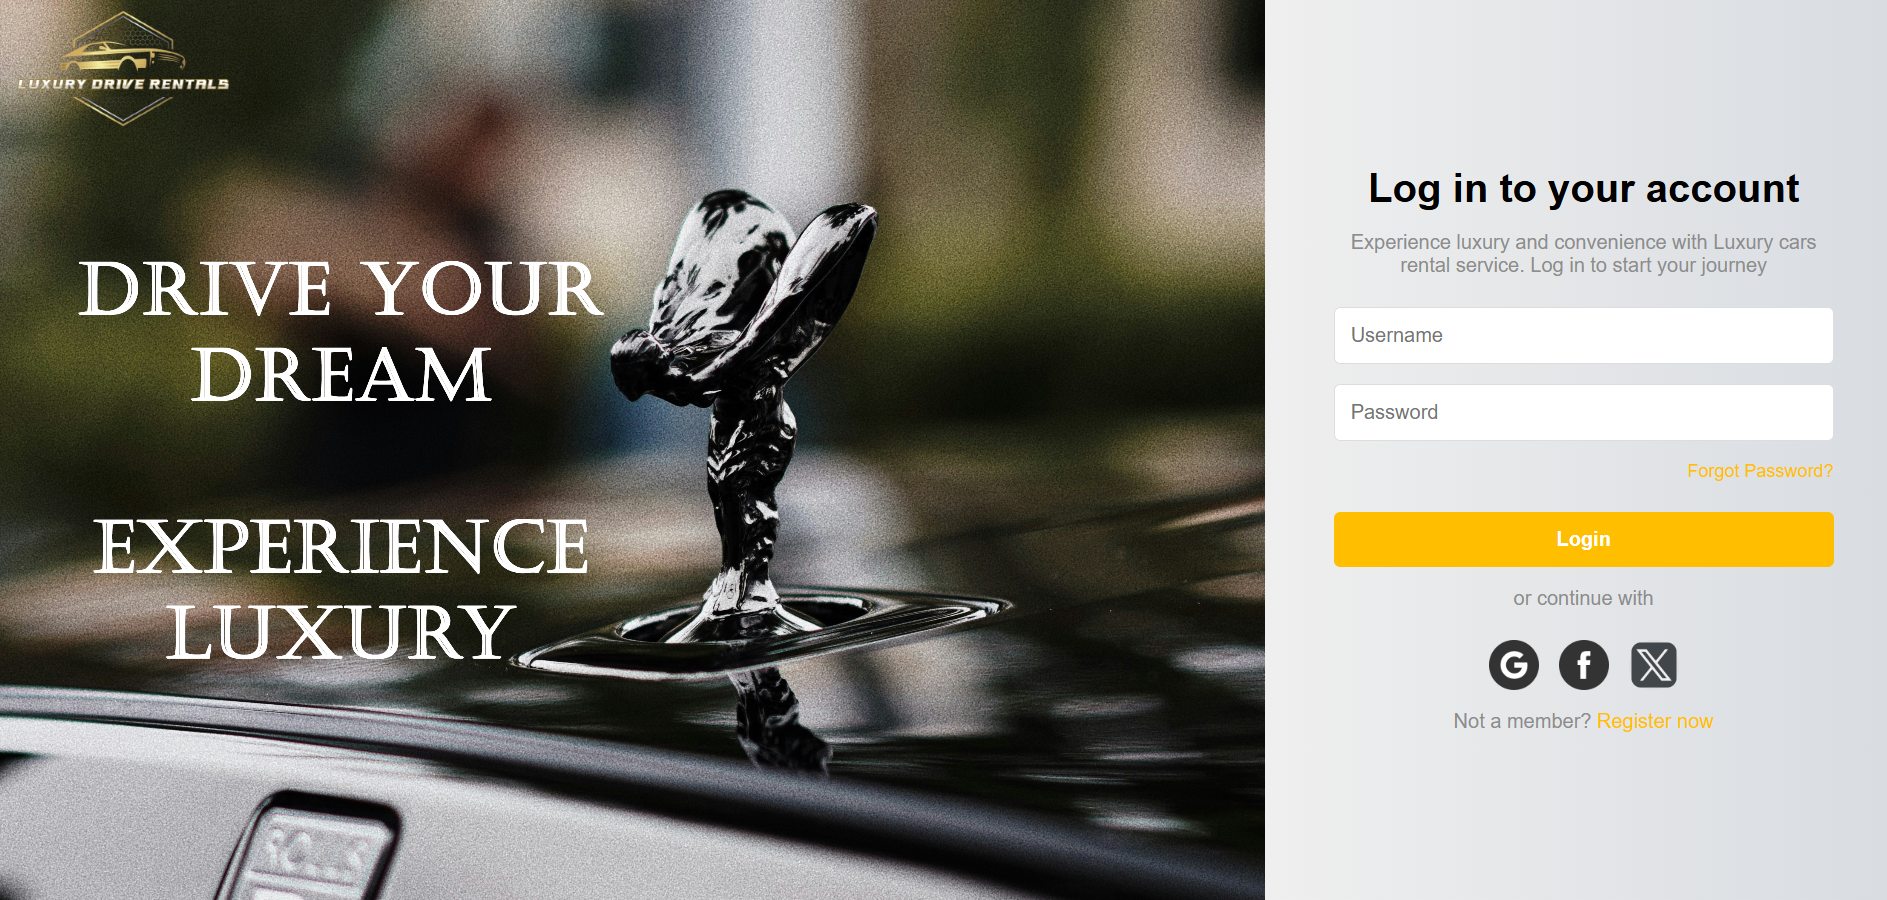 LUXURY DRIVE RENTALS
DRIVE YOUR
DREAM
EXPERIENCE
LUXURY
Log in to your account
Experience luxury and convenience with Luxury cars
rental service. Log in to start your journey
Username
Password
Forgot Password?
Login
or continue with
Not a member? Register now